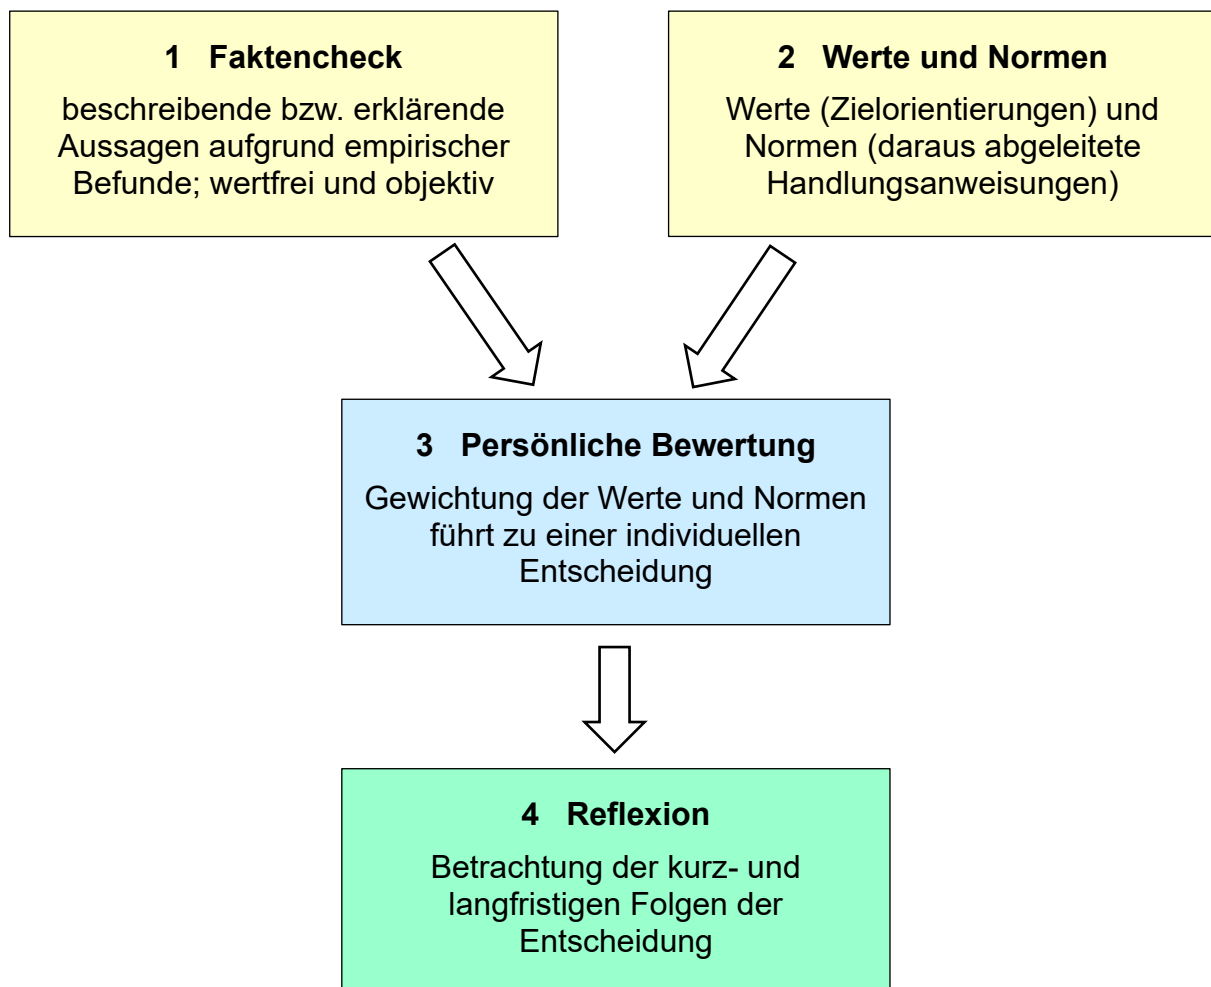 1 Faktencheck
beschreibende bzw. erklärende
Aussagen aufgrund empirischer
Befunde; wertfrei und objektiv
2 Werte und Normen
Werte (Zielorientierungen) und
Normen (daraus abgeleitete
Handlungsanweisungen)
3 Persönliche Bewertung
Gewichtung der Werte und Normen
führt zu einer individuellen
Entscheidung
4 Reflexion
Betrachtung der kurz- und
langfristigen Folgen der
Entscheidung